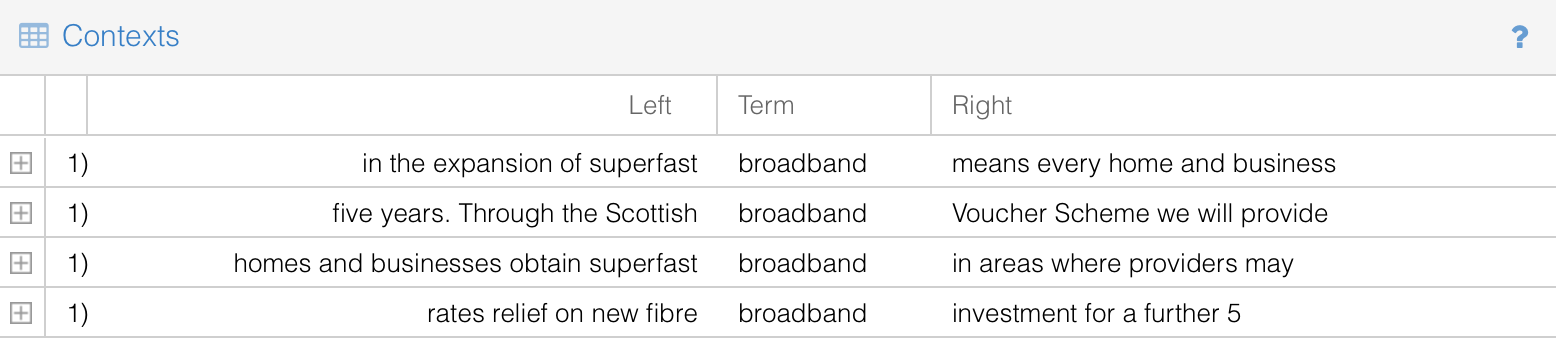 Contexts ?
Left Term Right
1) in the expansion of superfast broadband means every home and business
1) five years. Through the Scottish broadband Voucher Scheme we will provide
1) homes and businesses obtain superfast broadband in areas where providers may
1) rates relief on new fibre broadband investment for a further 5